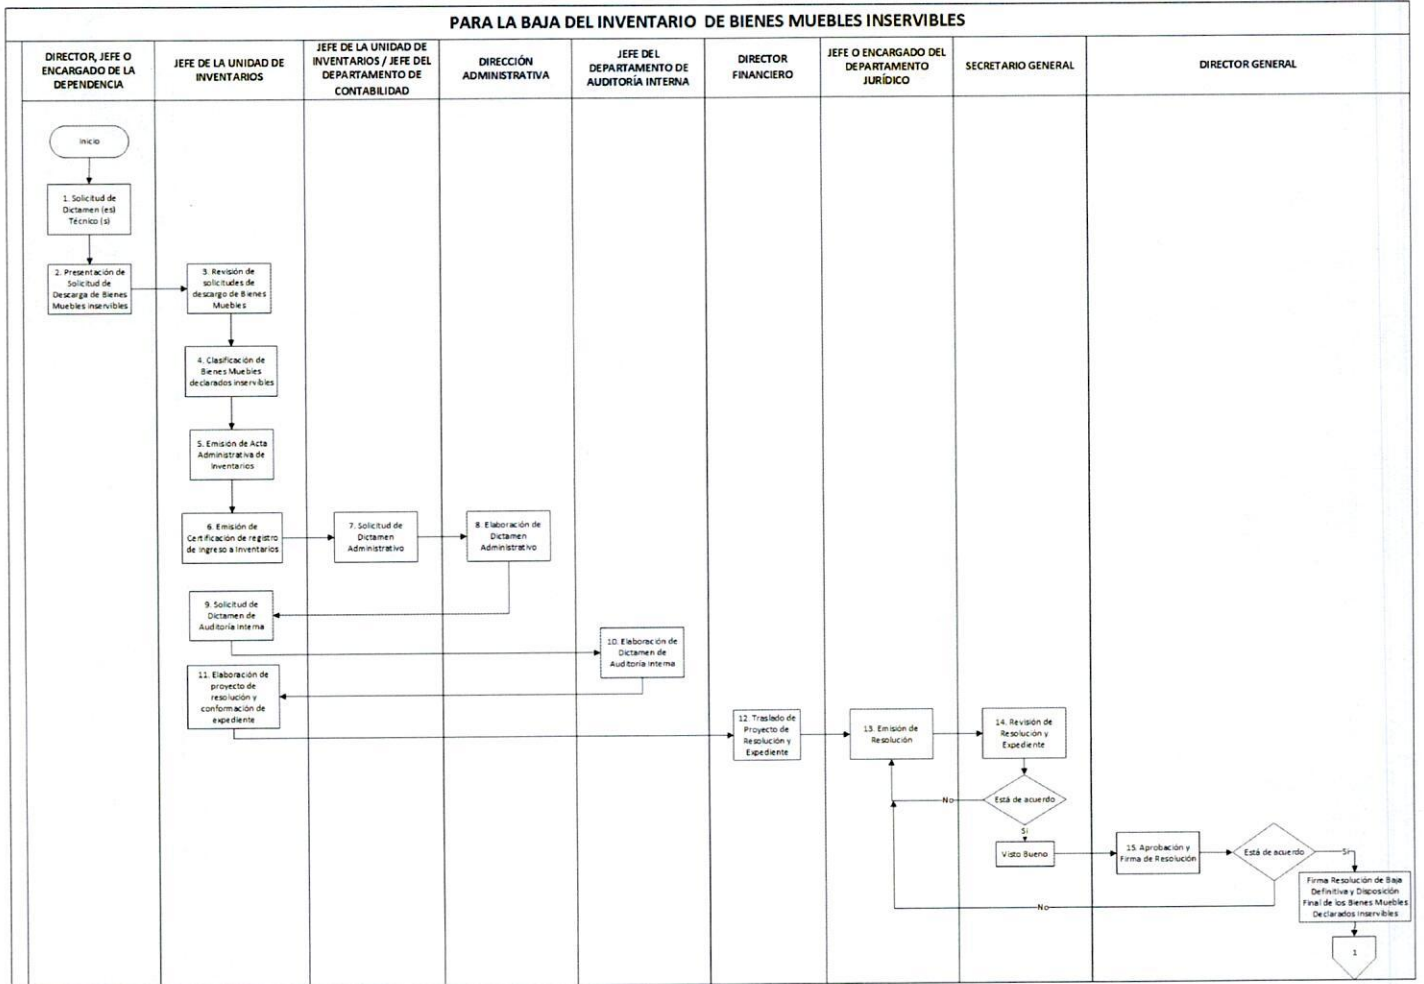 PARA LA BAJA DEL INVENTARIO DE BIENES MUEBLES INSERVIBLES
DIRECTOR, JEFE O
ENCARGADO DE LA
DEPENDENCIA
JEFE DE LA UNIDAD DE
INVENTARIOS
JEFE DE LA UNIDAD DE
INVENTARIOS / JEFE DEL
DEPARTAMENTO DE
CONTABILIDAD
DIRECCIÓN
ADMINISTRATIVA
JEFE DEL
DEPARTAMENTO DE
AUDITORÍA INTERNA
DIRECTOR
FINANCIERO
JEFE O ENCARGADO DEL
DEPARTAMENTO
JURÍDICO
SECRETARIO GENERAL
DIRECTOR GENERAL
Inicio
1. Solicitud de
Dictamen (es)
Técnico (s)
2. Presentación de
Solicitud de
Descarga de Bienes
Muebles inservibles
3. Revisión de
solicitudes de
descargo de Bienes
Muebles
4. Clasificación de
Bienes Muebles
declarados inservibles
5. Emisión de Acta
Administrativa de
Inventarios
6. Emisión de
Certificación de registro
de ingreso a Inventarios
7. Solicitud de
Dictamen
Administrativo
8. Elaboración de
Dictamen
Administrativo
9. Solicitud de
Dictamen de
Auditoría Interna
10. Elaboración de
Dictamen de
Auditoría Interna
11. Elaboración de
proyecto de
resolución y
conformación de
expediente
12. Traslado de
Proyecto de
Resolución y
Expediente
13. Emisión de
Resolución
14. Revisión de
Resolución y
Expediente
Está de acuerdo
No
Si
Visto Bueno
15. Aprobación y
Firma de Resolución
Está de acuerdo
Si
No
Firma Resolución de Baja
Definitiva y Disposición
Final de los Bienes Muebles
Declarados Inservibles
1